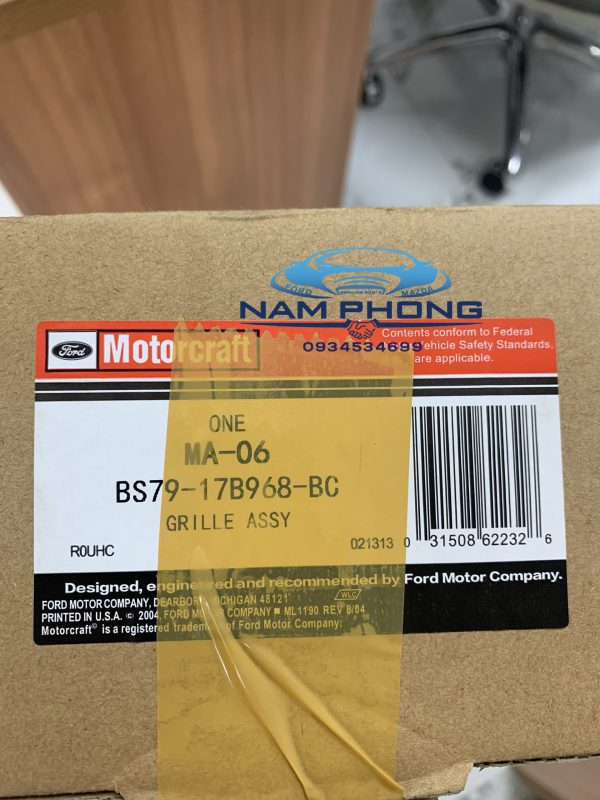 FORD
GENUINE PARTS
MAZDA
NAM PHONG
0934534699
Ford
Motorcraft
Contents conform to Federal
Vehicle Safety Standards,
are applicable.
ONE
MA-06
BS79-17B968-BC
GRILLE ASSY
R0UHC
021313
0 31508 62232 6
Designed, engineered and recommended by Ford Motor Company.
FORD MOTOR COMPANY, DEARBORN, MICHIGAN 48121
WLC
PRINTED IN U.S.A. © 2004, FORD MOTOR COMPANY ■ ML1190 REV 8/04
Motorcraft® is a registered trademark of Ford Motor Company.